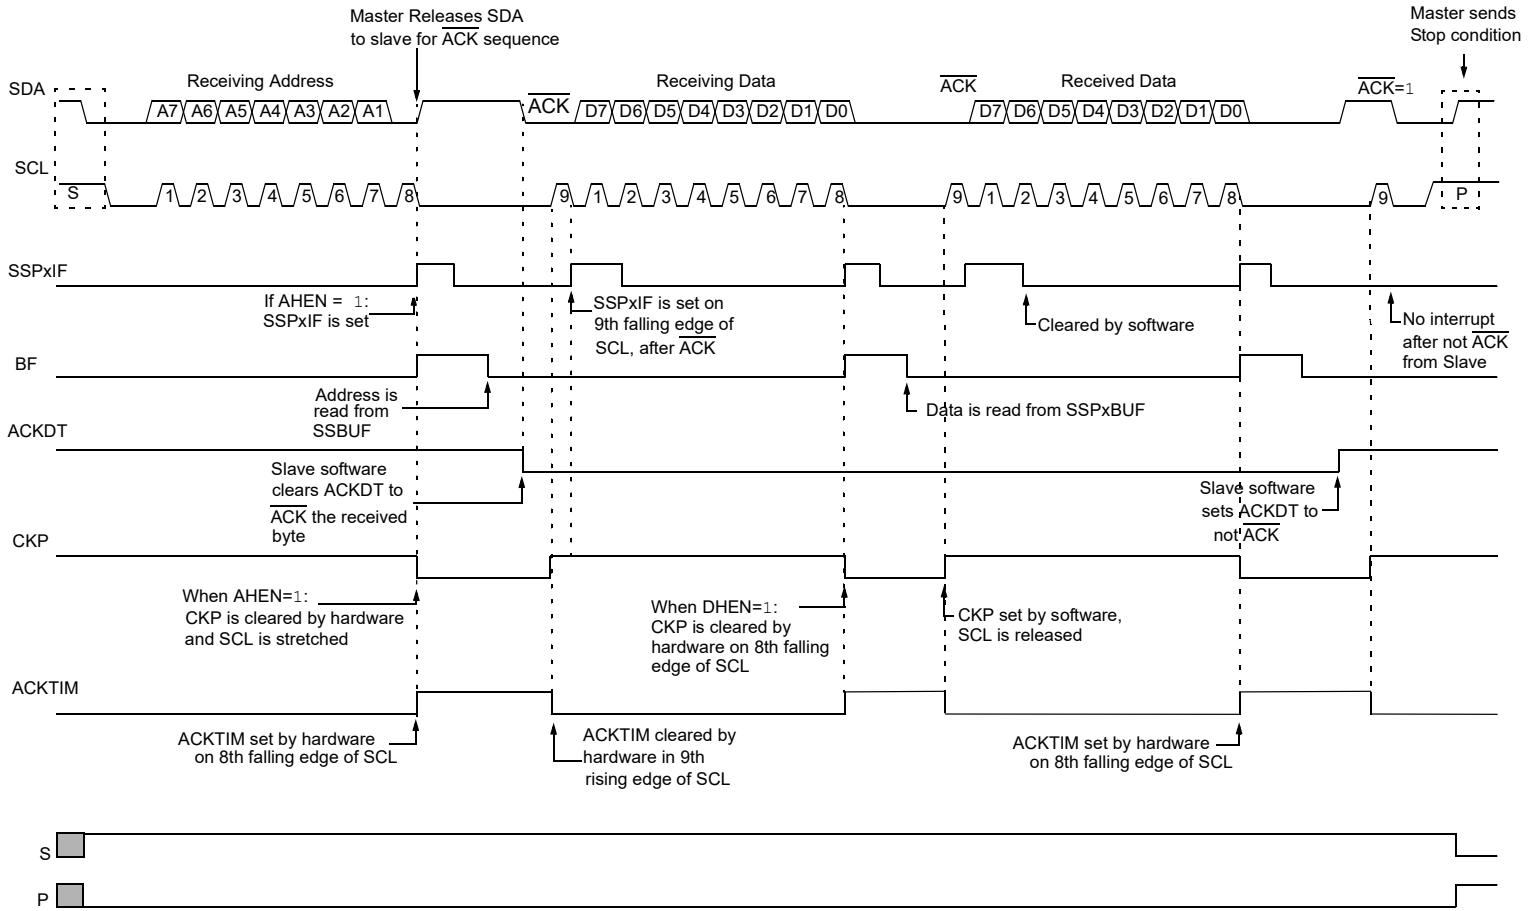 Master Releases SDA
to slave for ACK sequence
Master sends
Stop condition
SDA
Receiving Address
Receiving Data
ACK
Received Data
ACK=1
A7 A6 A5 A4 A3 A2 A1
ACK
D7 D6 D5 D4 D3 D2 D1 D0
D7 D6 D5 D4 D3 D2 D1 D0
SCL
S
1 2 3 4 5 6 7 8
9 1 2 3 4 5 6 7 8
9 1 2 3 4 5 6 7 8
9
P
SSPxIF
If AHEN = 1:
SSPxIF is set
SSPxIF is set on
9th falling edge of
SCL, after ACK
Cleared by software
No interrupt
after not ACK
from Slave
BF
Address is
read from
SSBUF
Data is read from SSPxBUF
ACKDT
Slave software
clears ACKDT to
ACK the received
byte
Slave software
sets ACKDT to
not ACK
CKP
When AHEN=1:
CKP is cleared by hardware
and SCL is stretched
When DHEN=1:
CKP is cleared by
hardware on 8th falling
edge of SCL
CKP set by software,
SCL is released
ACKTIM
ACKTIM set by hardware
on 8th falling edge of SCL
ACKTIM cleared by
hardware in 9th
rising edge of SCL
ACKTIM set by hardware
on 8th falling edge of SCL
S
P